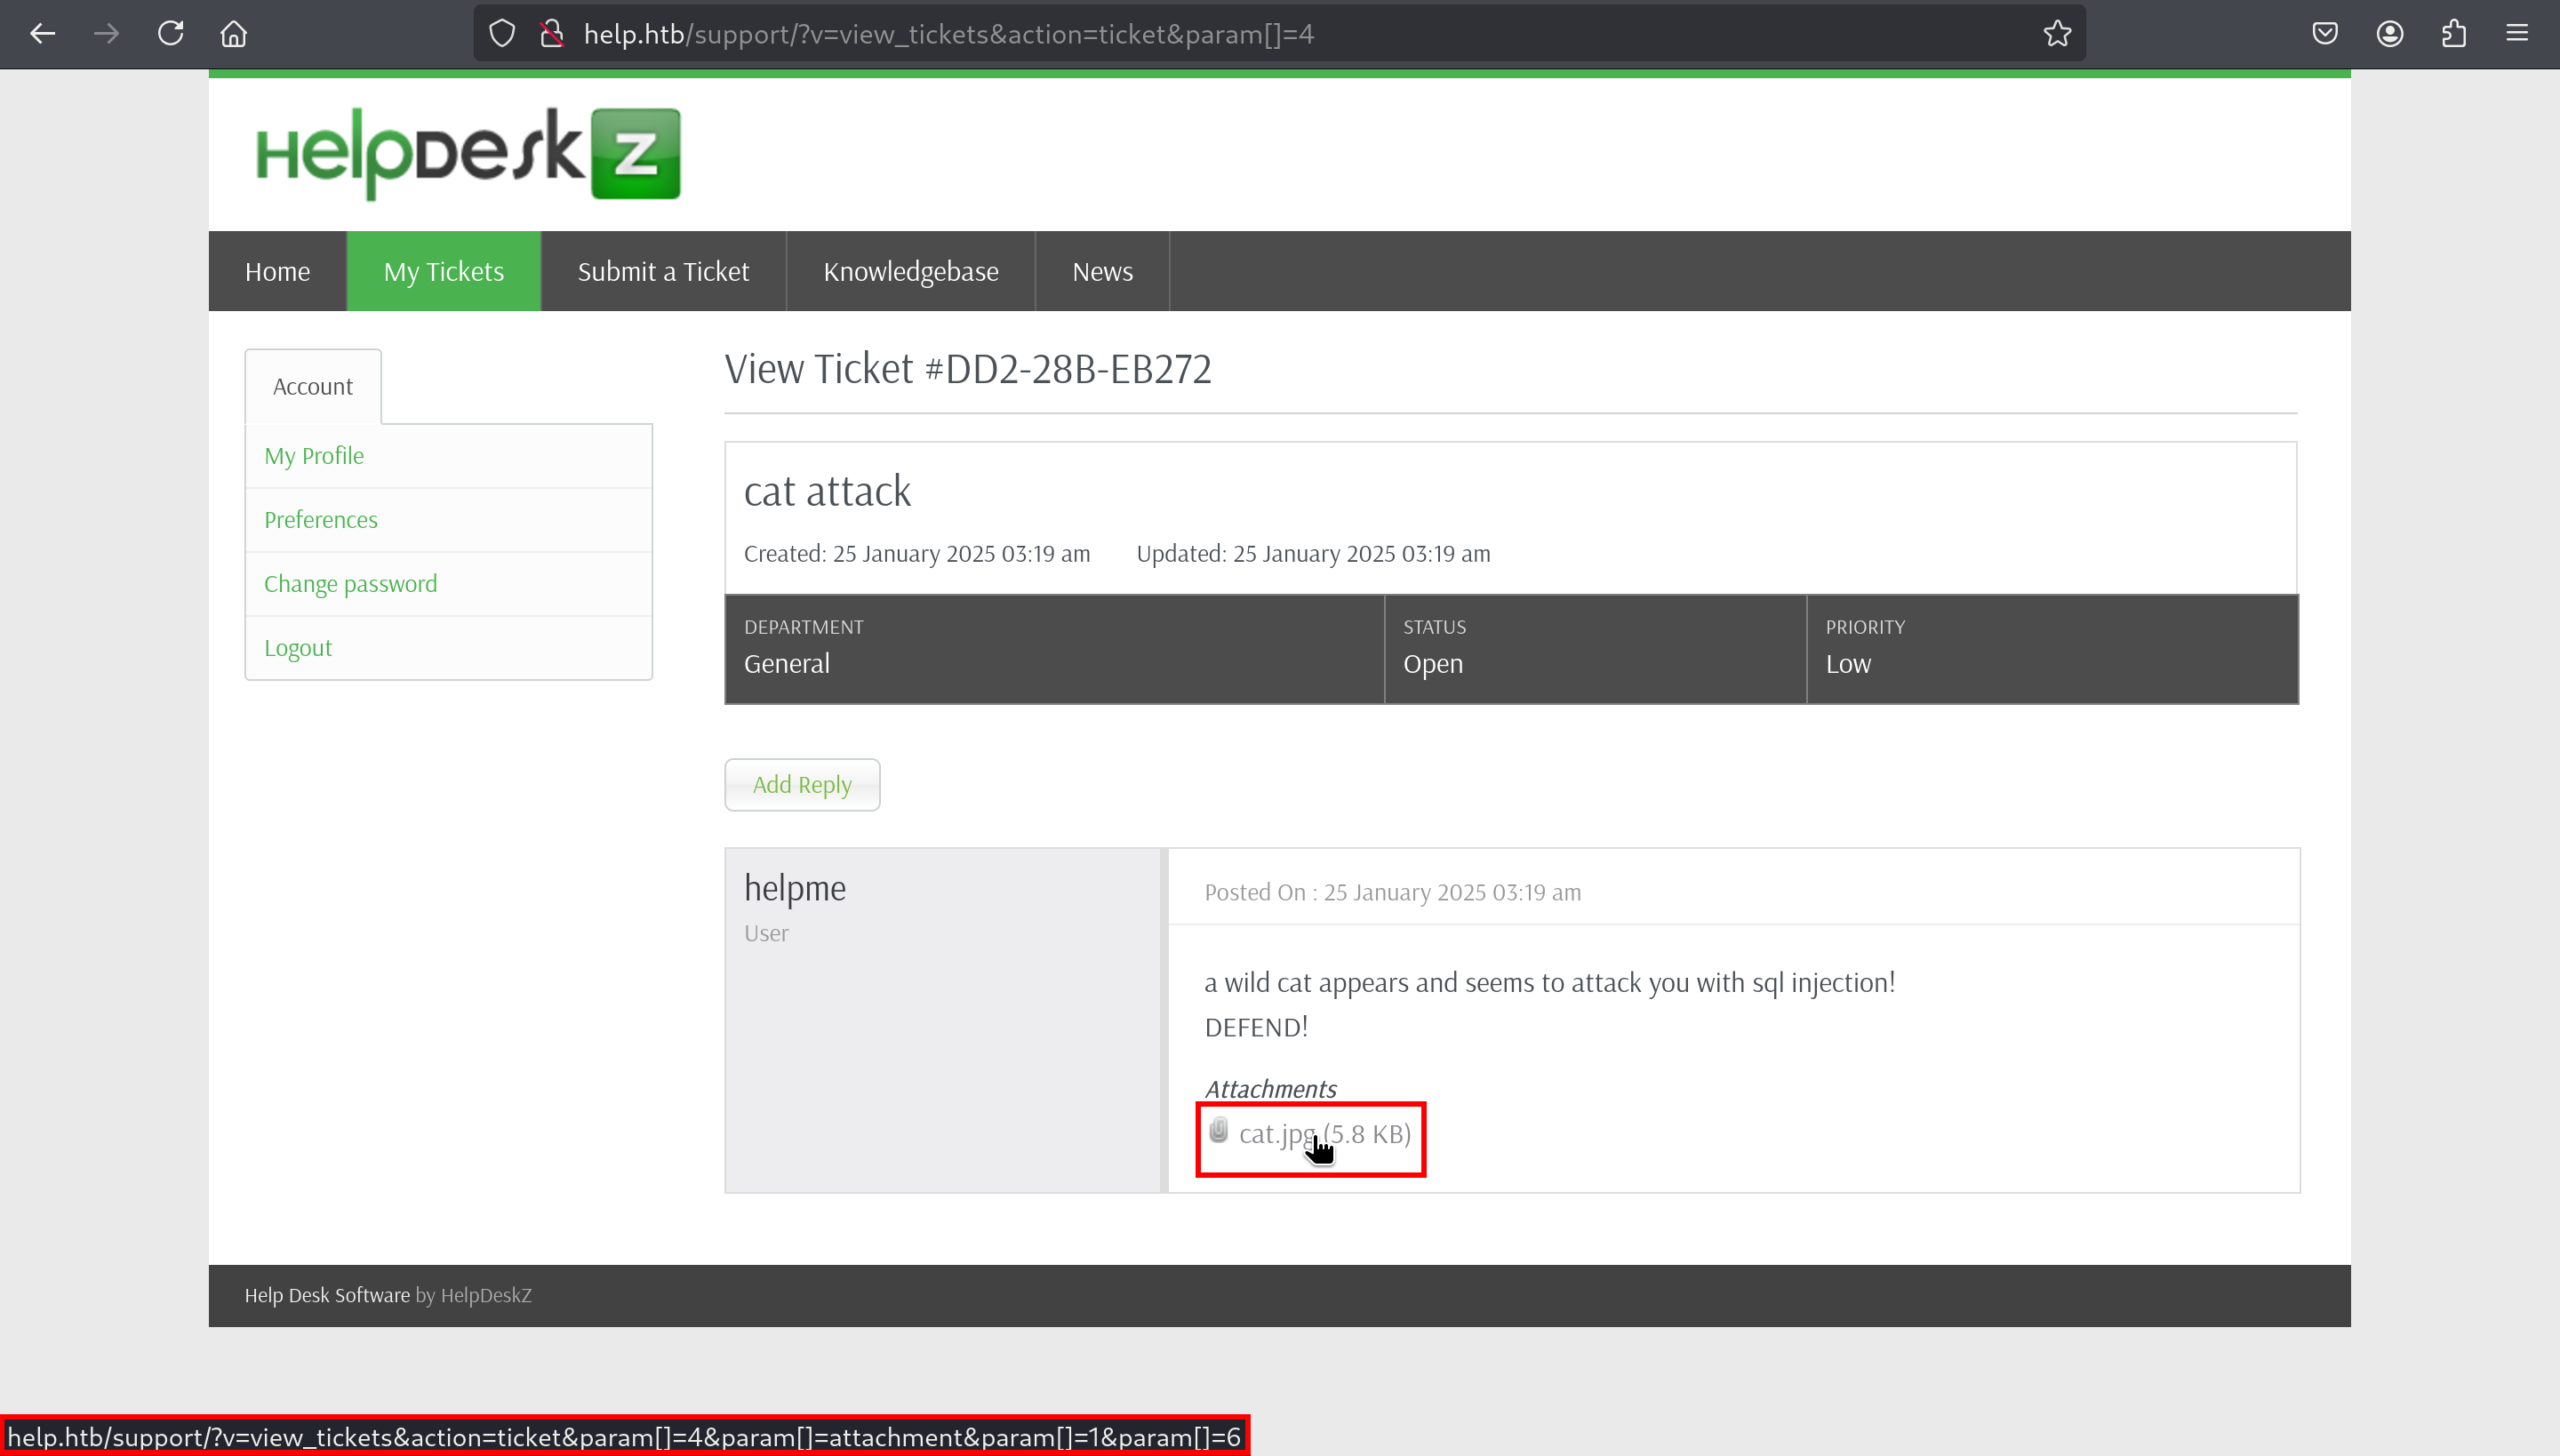 help.htb/support/?v=view_tickets&action=ticket&param[]=4
HelpDesk Z
Home My Tickets Submit a Ticket Knowledgebase News
Account
My Profile
Preferences
Change password
Logout
View Ticket #DD2-28B-EB272
cat attack
Created: 25 January 2025 03:19 am Updated: 25 January 2025 03:19 am
DEPARTMENT STATUS PRIORITY
General Open Low
Add Reply
helpme
User
Posted On : 25 January 2025 03:19 am
a wild cat appears and seems to attack you with sql injection!
DEFEND!
Attachments
cat.jpg (5.8 KB)
Help Desk Software by HelpDeskZ
help.htb/support/?v=view_tickets&action=ticket&param[]=4&param[]=attachment&param[]=1&param[]=6